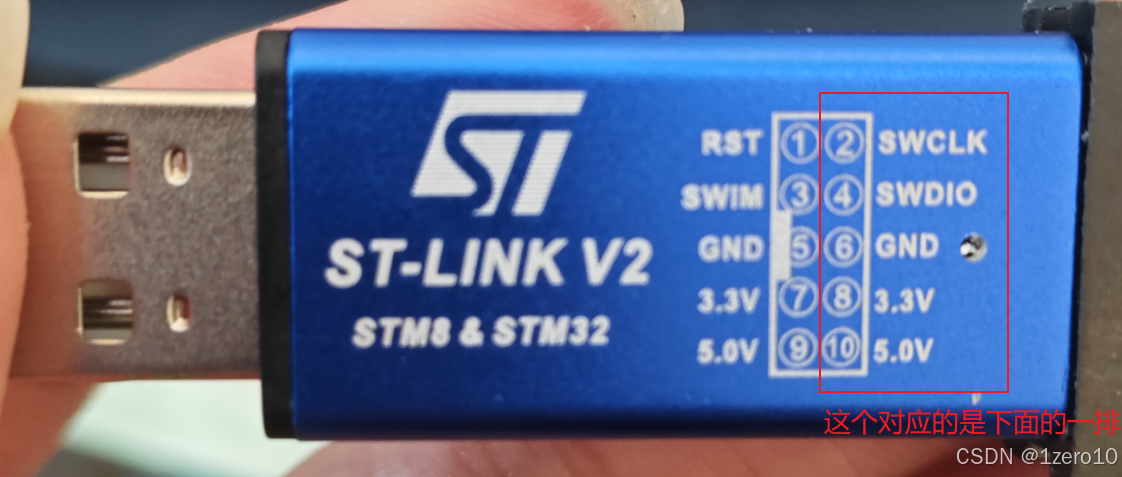 ST
ST-LINK V2
STM8 & STM32
RST ① ② SWCLK
SWIM ③ ④ SWDIO
GND ⑤ ⑥ GND
3.3V ⑦ ⑧ 3.3V
5.0V ⑨ ⑩ 5.0V
这个对应的是下面的一排
CSDN @1zero10